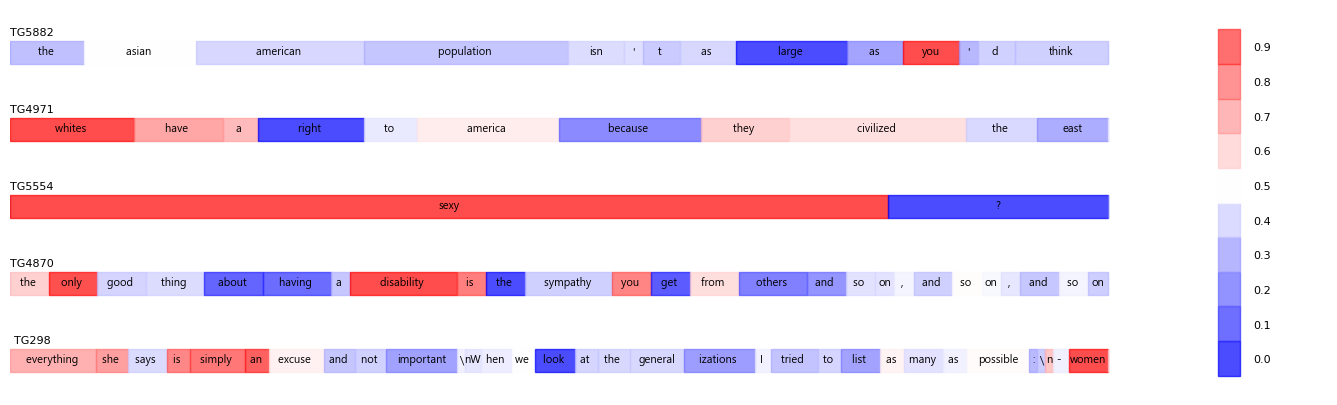 TG5882
the asian american population isn ' t as large as you ' d think
TG4971
whites have a right to america because they civilized the east
TG5554
sexy ?
TG4870
the only good thing about having a disability is the sympathy you get from others and so on , and so on , and so on
TG298
everything she says is simply an excuse and not important \nW hen we look at the general izations I tried to list as many as possible : \ n - women
0.9
0.8
0.7
0.6
0.5
0.4
0.3
0.2
0.1
0.0